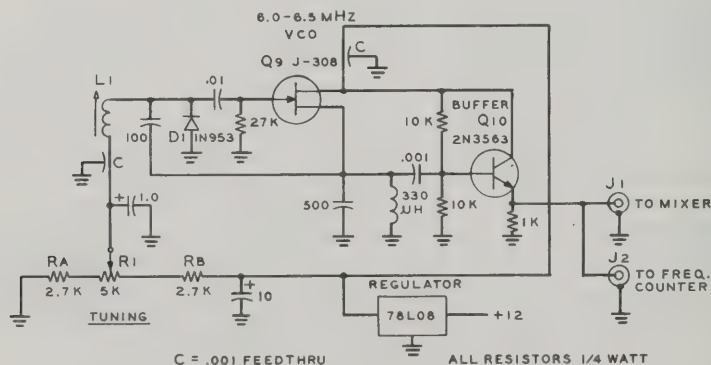 6.0-6.5 MHz
VCO
C
Q9 J-308
L1
.01
BUFFER
Q10
2N3563
10K
27K
100
D1 1N953
C
.001
J1
TO MIXER
+ 1.0
500
330
UH
10K
1K
J2
TO FREQ.
COUNTER
RA
R1
RB
2.7K
5K
2.7K
+
10
REGULATOR
78L08
+12
TUNING
C = .001 FEEDTHRU
ALL RESISTORS 1/4 WATT